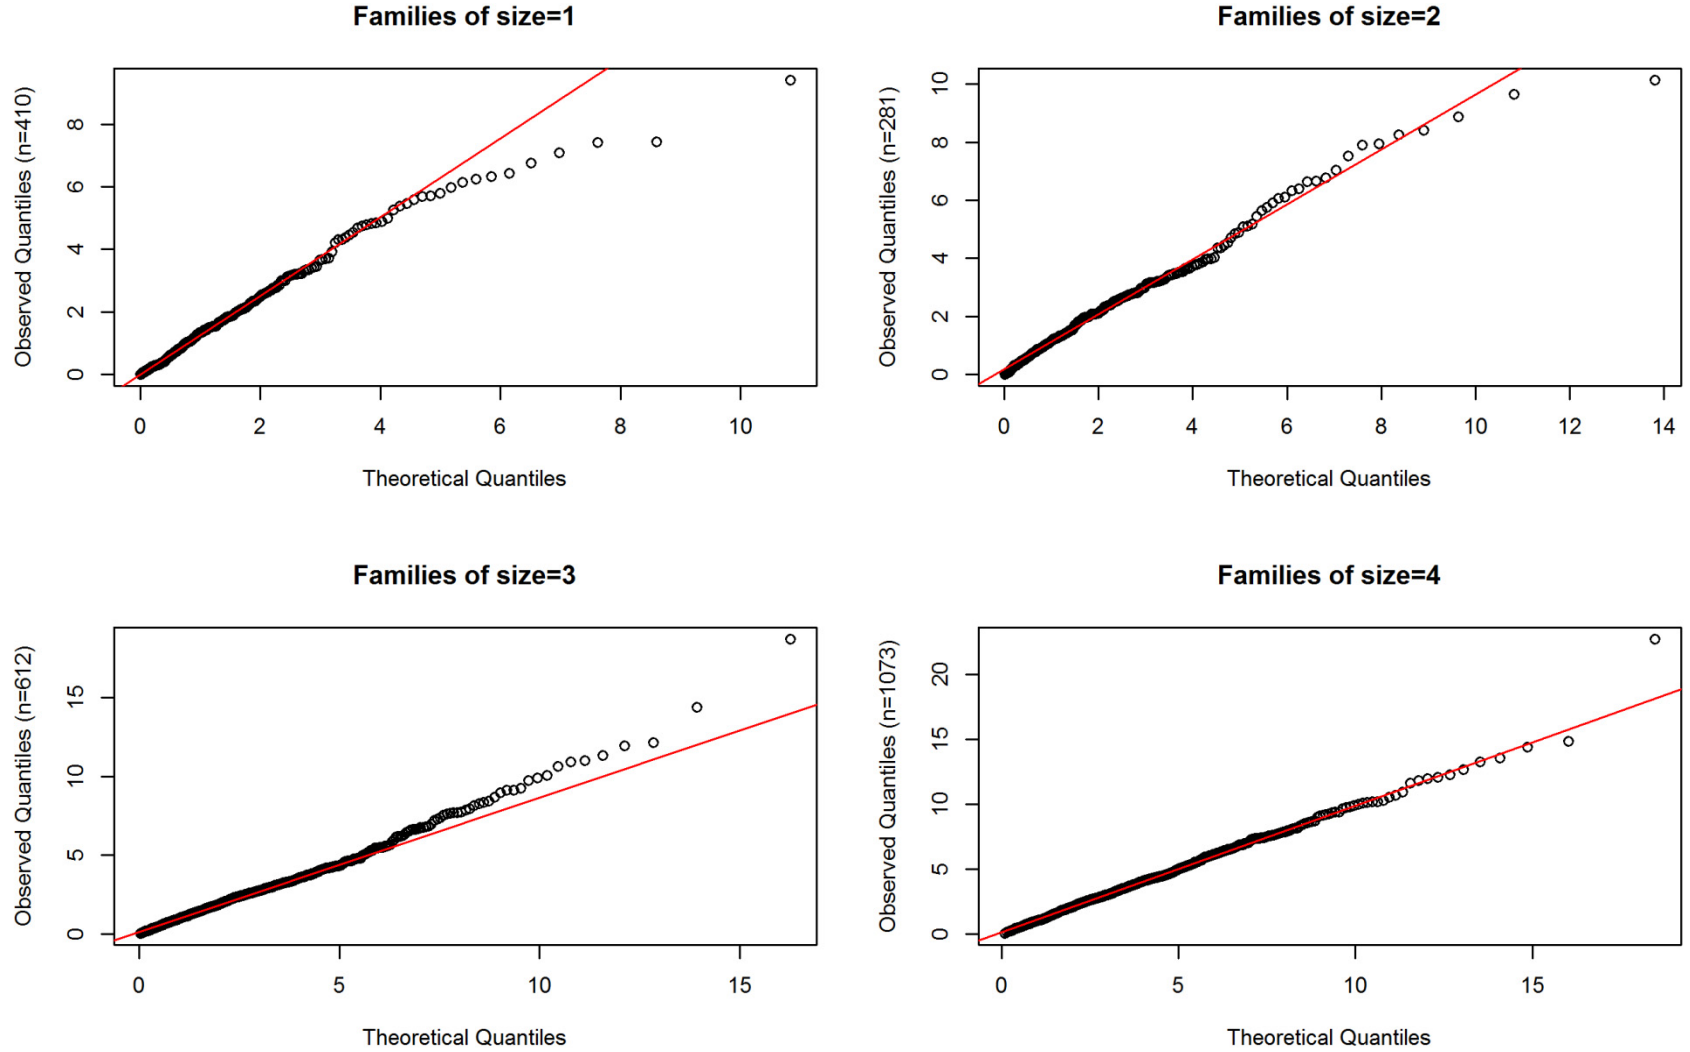 Families of size=1
Observed Quantiles (n=410)
8
6
4
2
0
0 2 4 6 8 10
Theoretical Quantiles
Families of size=2
Observed Quantiles (n=281)
10
8
6
4
2
0
0 2 4 6 8 10 12 14
Theoretical Quantiles
Families of size=3
Observed Quantiles (n=612)
15
10
5
0
0 5 10 15
Theoretical Quantiles
Families of size=4
Observed Quantiles (n=1073)
20
15
10
5
0
0 5 10 15
Theoretical Quantiles